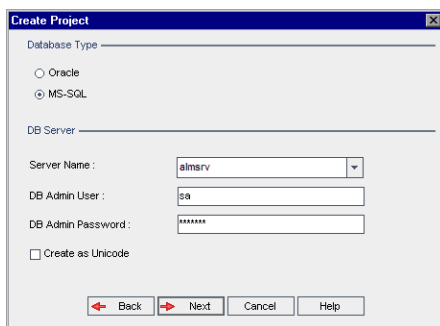 Create Project
Database Type
Oracle
MS-SQL
DB Server
Server Name : almsrv
DB Admin User : sa
DB Admin Password : *******
Create as Unicode
Back Next Cancel Help